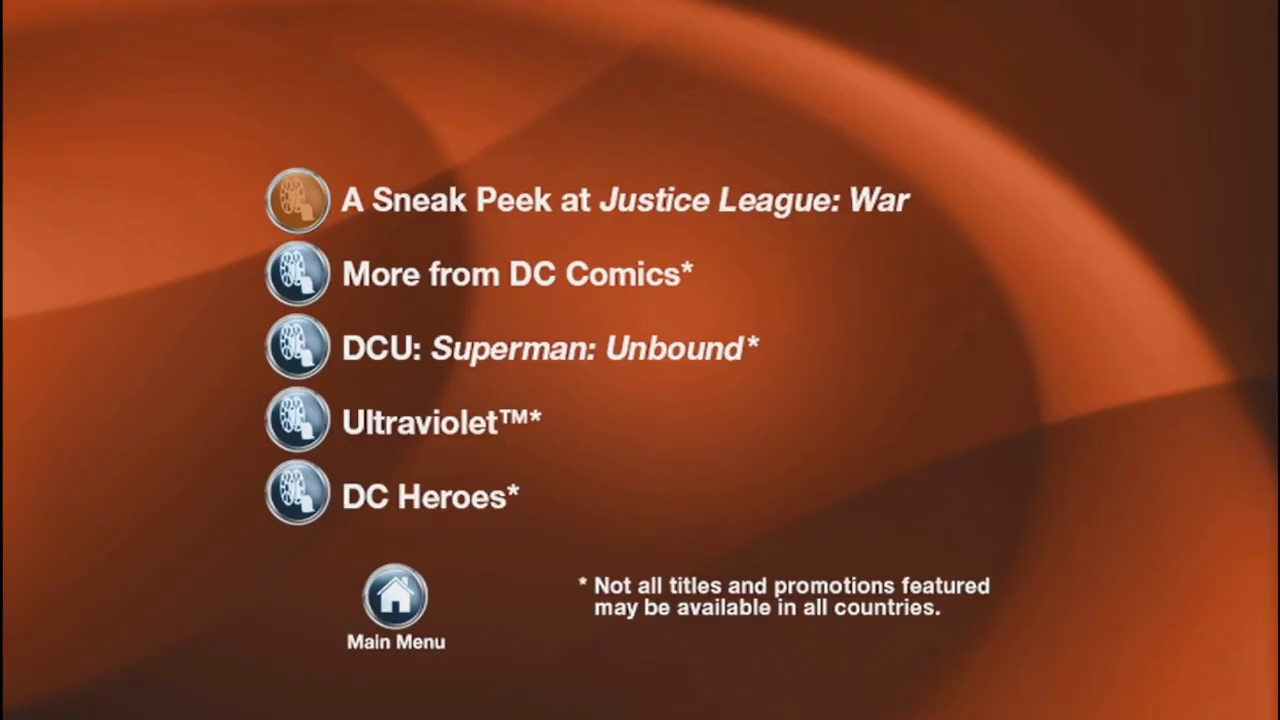 A Sneak Peek at Justice League: War
More from DC Comics*
DCU: Superman: Unbound*
Ultraviolet™*
DC Heroes*
Main Menu
* Not all titles and promotions featured
may be available in all countries.